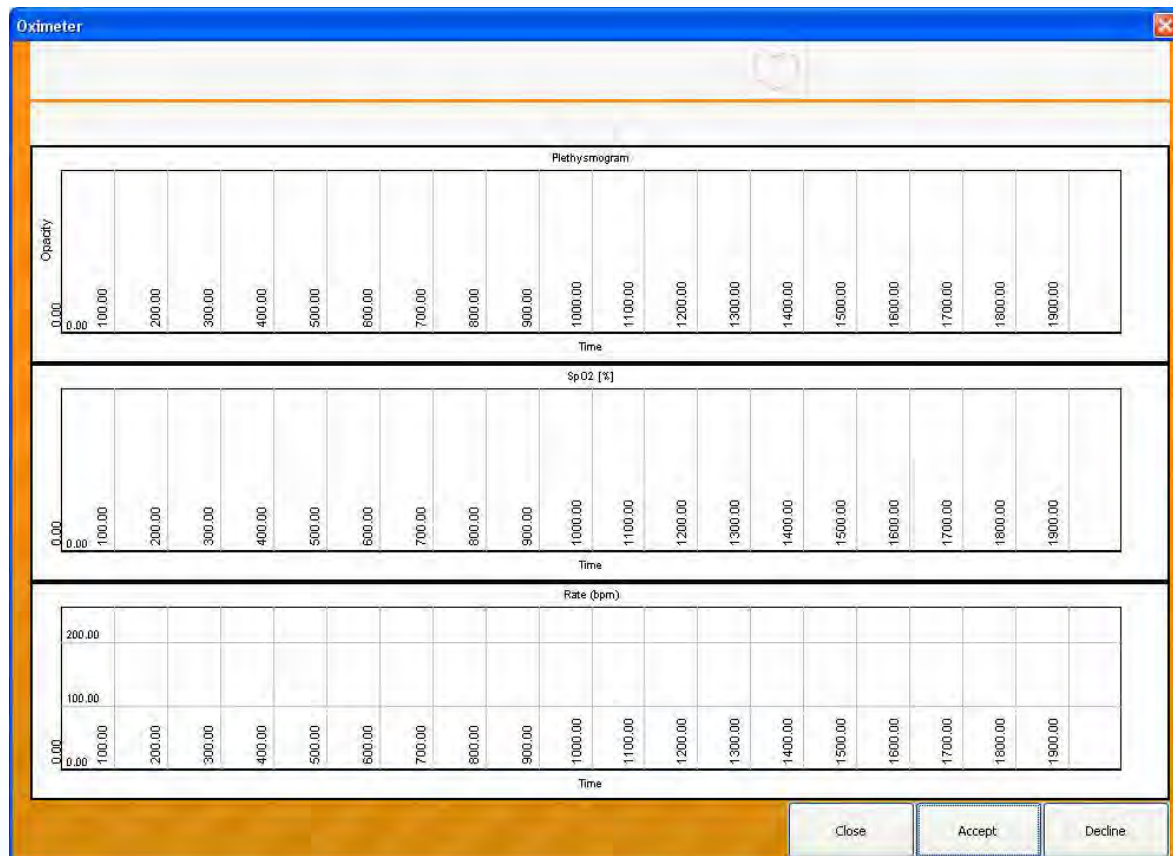 Oximeter
Plethysmogram
Opacity
0.00
0.00 100.00 200.00 300.00 400.00 500.00 600.00 700.00 800.00 900.00 1000.00 1100.00 1200.00 1300.00 1400.00 1500.00 1600.00 1700.00 1800.00 1900.00
Time
SpO2 [%]
0.00
0.00 100.00 200.00 300.00 400.00 500.00 600.00 700.00 800.00 900.00 1000.00 1100.00 1200.00 1300.00 1400.00 1500.00 1600.00 1700.00 1800.00 1900.00
Time
Rate (bpm)
200.00
100.00
0.00
0.00 100.00 200.00 300.00 400.00 500.00 600.00 700.00 800.00 900.00 1000.00 1100.00 1200.00 1300.00 1400.00 1500.00 1600.00 1700.00 1800.00 1900.00
Time
Close Accept Decline